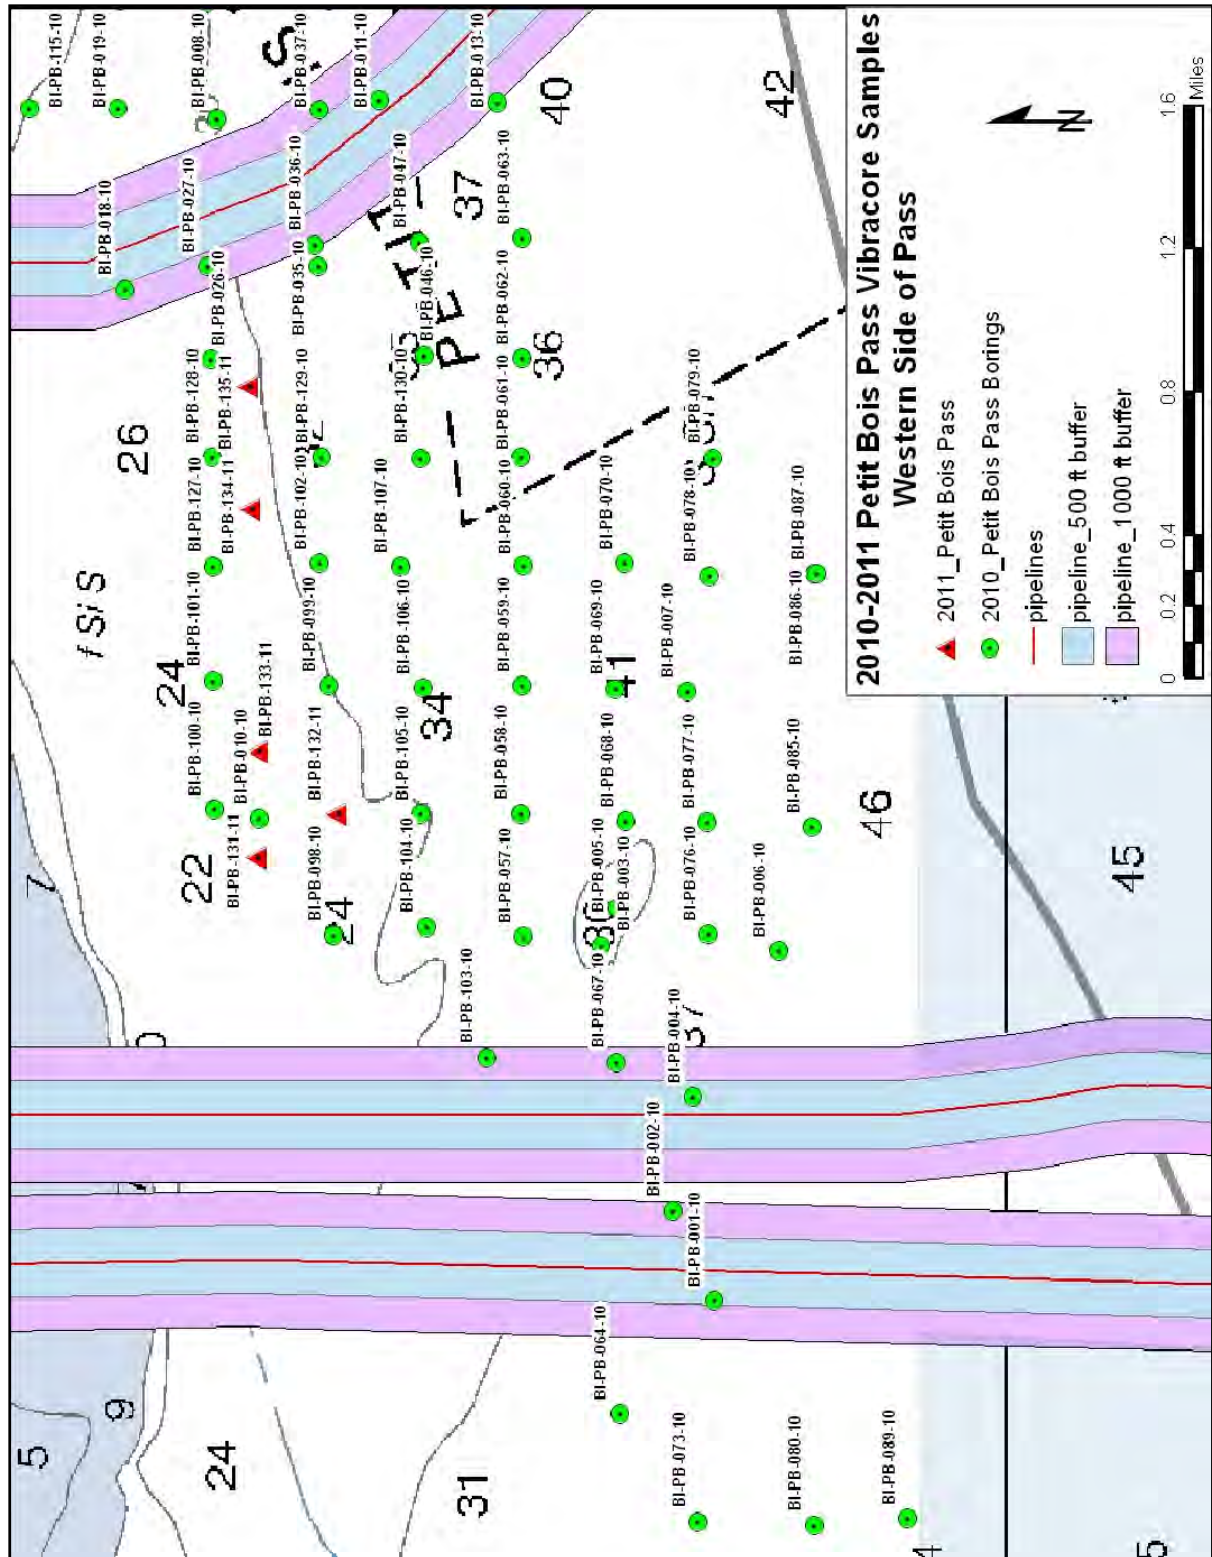 2010-2011 Petit Bois Pass Vibracore Samples
Western Side of Pass
2011_Petit Bois Pass
2010_Petit Bois Pass Borings
pipelines
pipeline_500 ft buffer
pipeline_1000 ft buffer
N
0 0.2 0.4 0.8 1.2 1.6
Miles
BI-PB-115-10
BI-PB-019-10
BI-PB-008-10
BI-PB-037-10
BI-PB-011-10
BI-PB-013-10
BI-PB-018-10
BI-PB-027-10
BI-PB-036-10
BI-PB-047-10
BI-PB-063-10
BI-PB-026-10
BI-PB-035-10
BI-PB-046-10
BI-PB-062-10
BI-PB-128-10
BI-PB-135-11
BI-PB-129-10
BI-PB-130-10
BI-PB-061-10
BI-PB-079-10
BI-PB-127-10
BI-PB-134-11
BI-PB-102-10
BI-PB-107-10
BI-PB-060-10
BI-PB-070-10
BI-PB-078-10
BI-PB-087-10
BI-PB-101-10
BI-PB-133-11
BI-PB-099-10
BI-PB-106-10
BI-PB-059-10
BI-PB-069-10
BI-PB-007-10
BI-PB-086-10
BI-PB-100-10
BI-PB-010-10
BI-PB-132-11
BI-PB-105-10
BI-PB-058-10
BI-PB-068-10
BI-PB-077-10
BI-PB-085-10
BI-PB-131-11
BI-PB-098-10
BI-PB-104-10
BI-PB-057-10
BI-PB-005-10
BI-PB-003-10
BI-PB-076-10
BI-PB-006-10
BI-PB-103-10
BI-PB-067-10
BI-PB-004-10
BI-PB-002-10
BI-PB-001-10
BI-PB-064-10
BI-PB-073-10
BI-PB-080-10
BI-PB-089-10
S
40
42
37
PETIT
36
26
f S/S
24
41
34
22
24
7
46
45
37
5
9
24
31